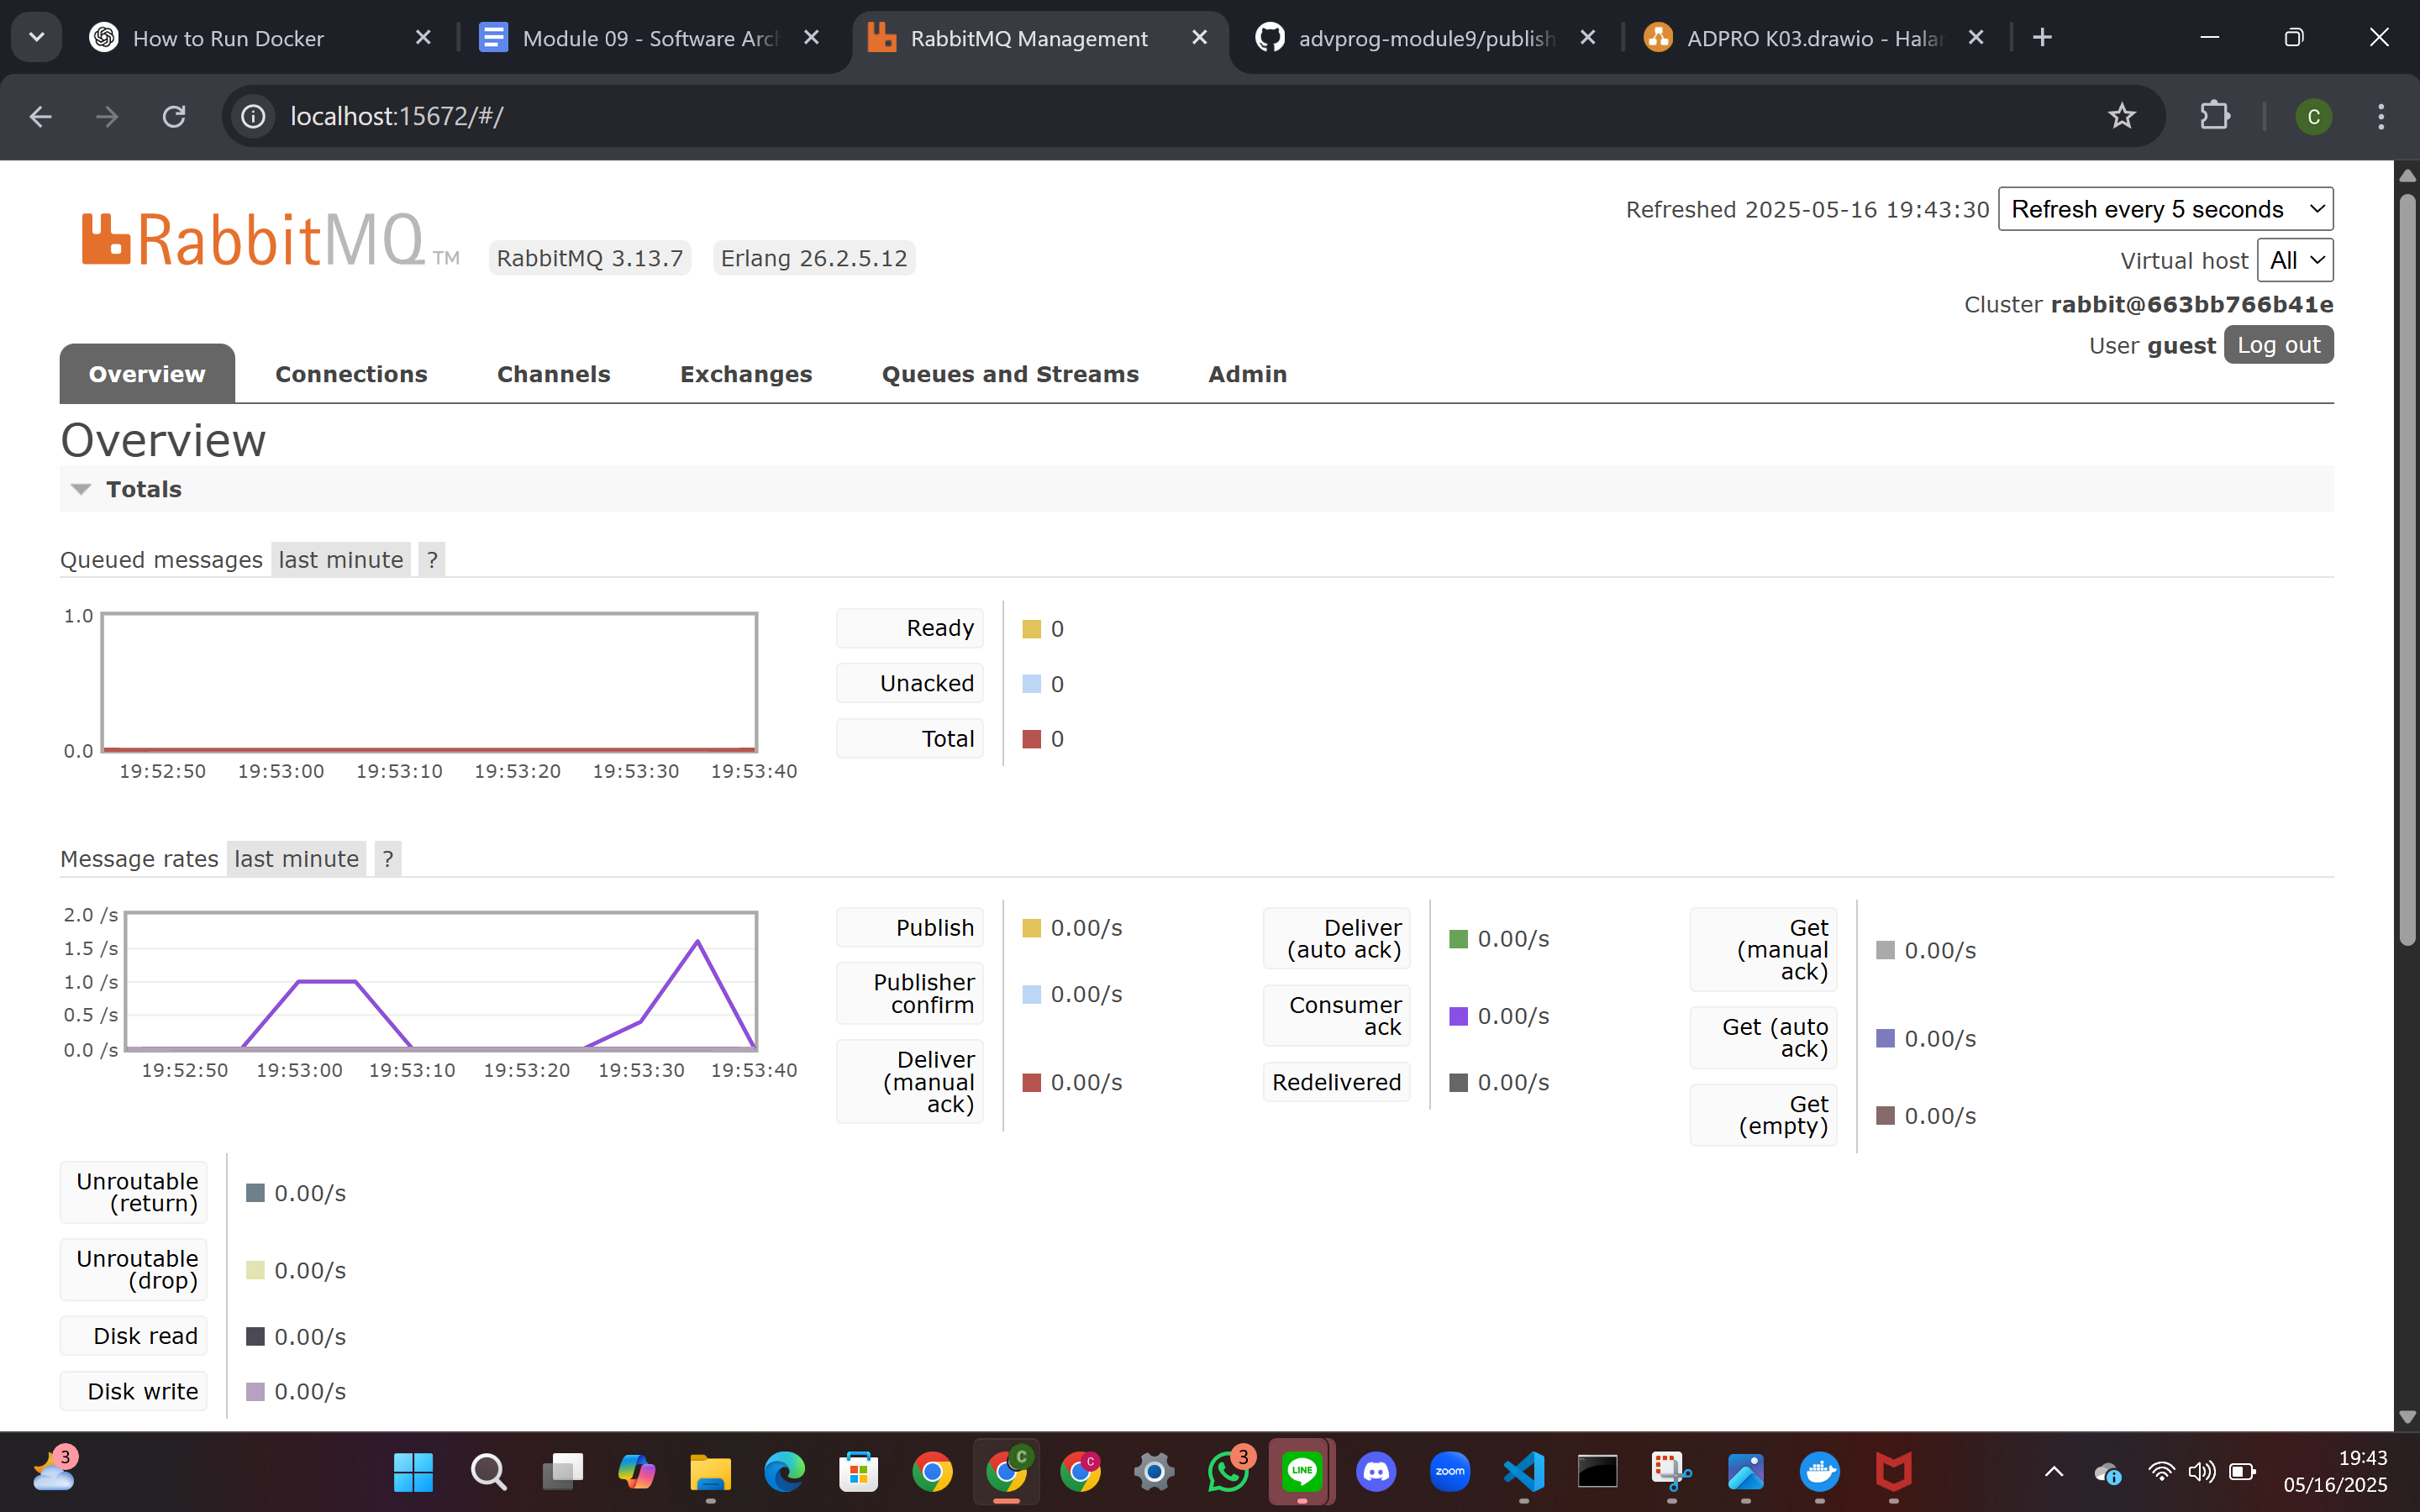 How to Run Docker
Module 09 - Software Arch
RabbitMQ Management
advprog-module9/publish
ADPRO K03.drawio - Halan
localhost:15672/#/
C
RabbitMQ TM
RabbitMQ 3.13.7
Erlang 26.2.5.12
Refreshed 2025-05-16 19:43:30
Refresh every 5 seconds
Virtual host All
Cluster rabbit@663bb766b41e
User guest Log out
Overview
Connections
Channels
Exchanges
Queues and Streams
Admin
Overview
Totals
Queued messages last minute ?
1.0
0.0
19:52:50 19:53:00 19:53:10 19:53:20 19:53:30 19:53:40
Ready 0
Unacked 0
Total 0
Message rates last minute ?
2.0 /s
1.5 /s
1.0 /s
0.5 /s
0.0 /s
19:52:50 19:53:00 19:53:10 19:53:20 19:53:30 19:53:40
Publish 0.00/s
Publisher
confirm 0.00/s
Deliver
(manual 0.00/s
ack)
Deliver
(auto ack) 0.00/s
Consumer
ack 0.00/s
Redelivered 0.00/s
Get
(manual 0.00/s
ack)
Get (auto
ack) 0.00/s
Get
(empty) 0.00/s
Unroutable
(return) 0.00/s
Unroutable
(drop) 0.00/s
Disk read 0.00/s
Disk write 0.00/s
3
C
C
3
LINE
zoom
19:43
05/16/2025